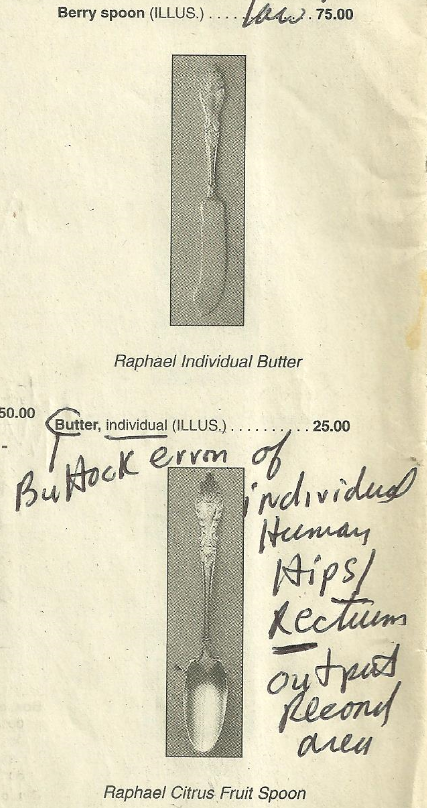 Berry spoon (ILLUS.) . . . . law . . 75.00
Raphael Individual Butter
50.00
Butter, individual (ILLUS.) . . . . . . . . . . 25.00
Buttock error of
individual
Human
Hips/
Rectum
output
Record
area
Raphael Citrus Fruit Spoon